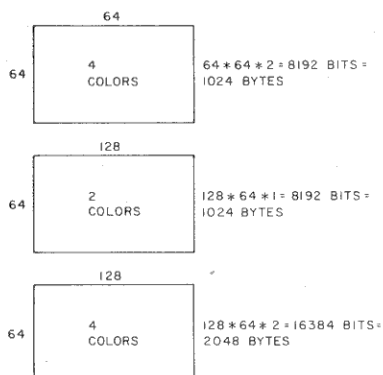 64
64
4
COLORS
64*64*2=8192 BITS=
1024 BYTES
128
64
2
COLORS
128*64*1=8192 BITS=
1024 BYTES
128
64
4
COLORS
128*64*2=16384 BITS=
2048 BYTES